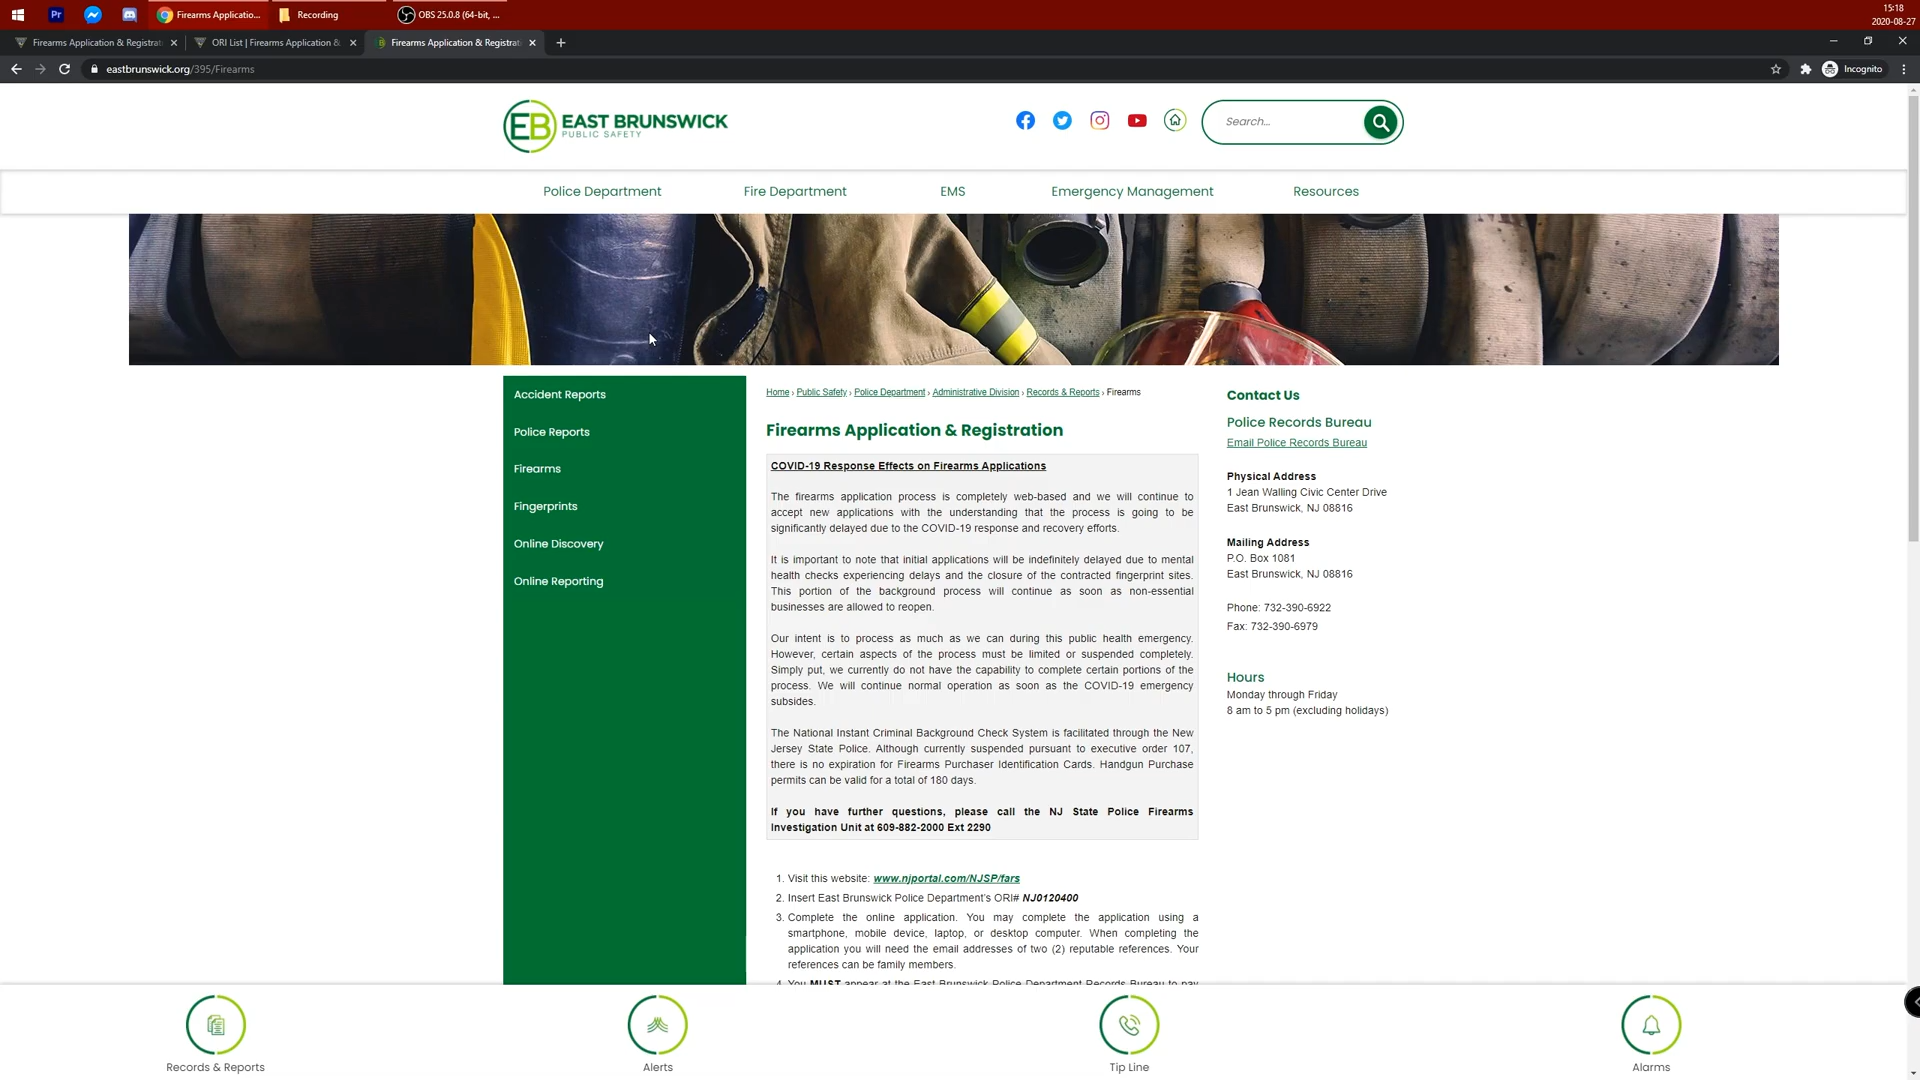 Firearms Applicatio...
Recording
OBS 25.0.8 (64-bit, ...
15:18
2020-08-27
Firearms Application & Registrat
ORI List | Firearms Application &
Firearms Application & Registrat
eastbrunswick.org/395/Firearms
Incognito
EB
EAST BRUNSWICK
PUBLIC SAFETY
Search...
Police Department
Fire Department
EMS
Emergency Management
Resources
Accident Reports
Police Reports
Firearms
Fingerprints
Online Discovery
Online Reporting
Home › Public Safety › Police Department › Administrative Division › Records & Reports › Firearms
Firearms Application & Registration
COVID-19 Response Effects on Firearms Applications
The firearms application process is completely web-based and we will continue to
accept new applications with the understanding that the process is going to be
significantly delayed due to the COVID-19 response and recovery efforts.
It is important to note that initial applications will be indefinitely delayed due to mental
health checks experiencing delays and the closure of the contracted fingerprint sites.
This portion of the background process will continue as soon as non-essential
businesses are allowed to reopen.
Our intent is to process as much as we can during this public health emergency.
However, certain aspects of the process must be limited or suspended completely.
Simply put, we currently do not have the capability to complete certain portions of the
process. We will continue normal operation as soon as the COVID-19 emergency
subsides.
The National Instant Criminal Background Check System is facilitated through the New
Jersey State Police. Although currently suspended pursuant to executive order 107,
there is no expiration for Firearms Purchaser Identification Cards. Handgun Purchase
permits can be valid for a total of 180 days.
If you have further questions, please call the NJ State Police Firearms
Investigation Unit at 609-882-2000 Ext 2290
1. Visit this website: www.njportal.com/NJSP/fars
2. Insert East Brunswick Police Department's ORI# NJ0120400
3. Complete the online application. You may complete the application using a
smartphone, mobile device, laptop, or desktop computer. When completing the
application you will need the email addresses of two (2) reputable references. Your
references can be family members.
4. You MUST appear at the East Brunswick Police Department Records Bureau to pay
Contact Us
Police Records Bureau
Email Police Records Bureau
Physical Address
1 Jean Walling Civic Center Drive
East Brunswick, NJ 08816
Mailing Address
P.O. Box 1081
East Brunswick, NJ 08816
Phone: 732-390-6922
Fax: 732-390-6979
Hours
Monday through Friday
8 am to 5 pm (excluding holidays)
Records & Reports
Alerts
Tip Line
Alarms